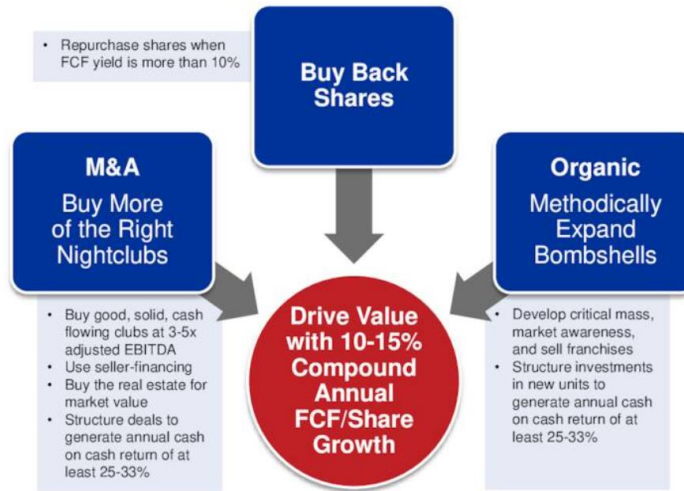 • Repurchase shares when
FCF yield is more than 10%
Buy Back
Shares
M&A
Buy More
of the Right
Nightclubs
• Buy good, solid, cash
flowing clubs at 3-5x
adjusted EBITDA
• Use seller-financing
• Buy the real estate for
market value
• Structure deals to
generate annual cash
on cash return of at
least 25-33%
Drive Value
with 10-15%
Compound
Annual
FCF/Share
Growth
Organic
Methodically
Expand
Bombshells
• Develop critical mass,
market awareness,
and sell franchises
• Structure investments
in new units to
generate annual cash
on cash return of at
least 25-33%